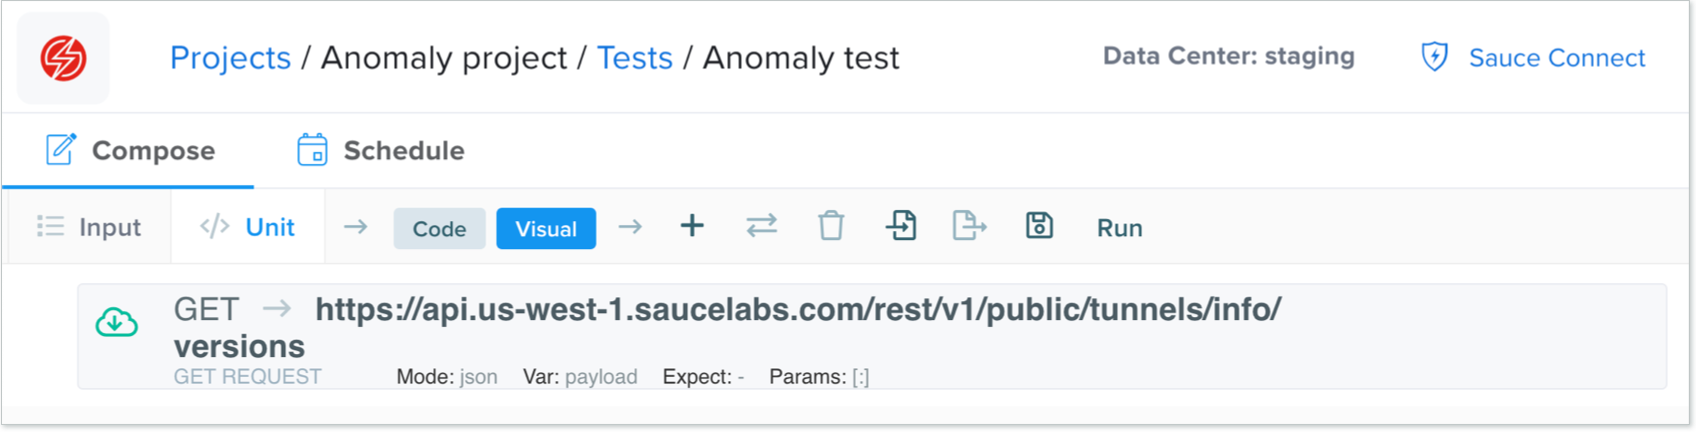 Projects / Anomaly project / Tests / Anomaly test
Data Center: staging
Sauce Connect
Compose
Schedule
Input
Unit
Code
Visual
Run
GET → https://api.us-west-1.saucelabs.com/rest/v1/public/tunnels/info/
versions
GET REQUEST Mode: json Var: payload Expect: - Params: [:]